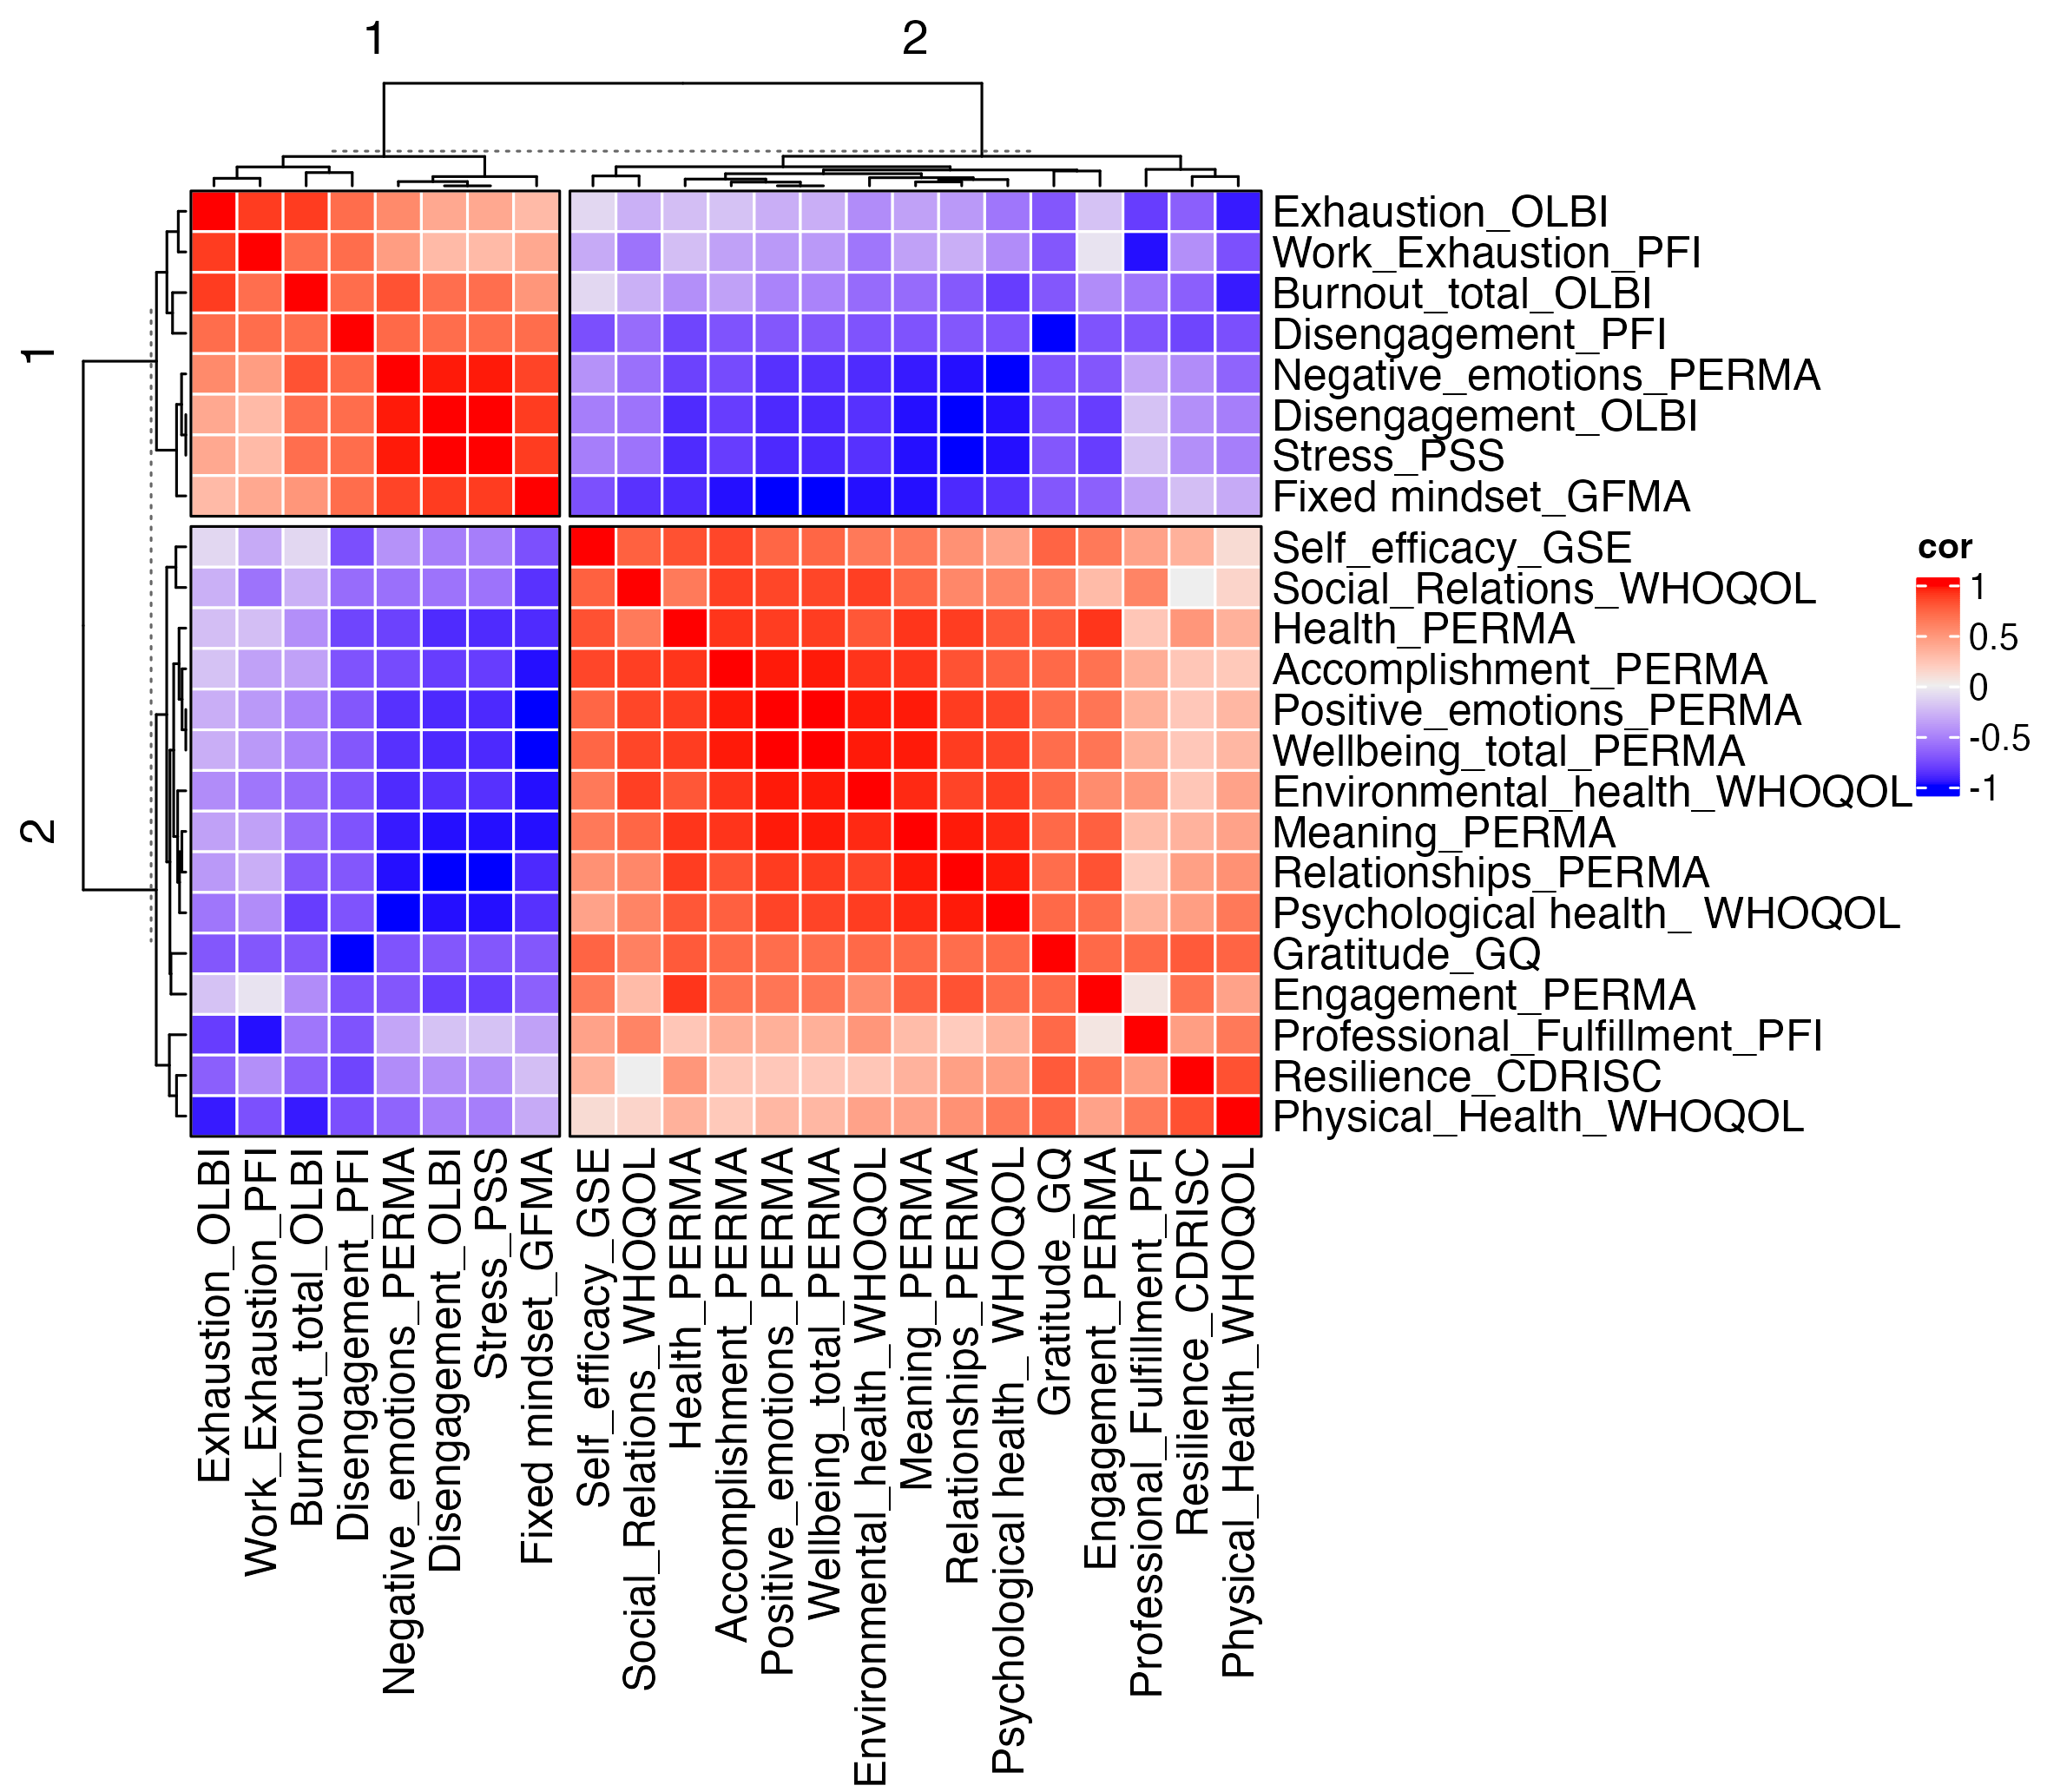 1
2
1
2
Exhaustion_OLBI
Work_Exhaustion_PFI
Burnout_total_OLBI
Disengagement_PFI
Negative_emotions_PERMA
Disengagement_OLBI
Stress_PSS
Fixed mindset_GFMA
Self_efficacy_GSE
Social_Relations_WHOQOL
Health_PERMA
Accomplishment_PERMA
Positive_emotions_PERMA
Wellbeing_total_PERMA
Environmental_health_WHOQOL
Meaning_PERMA
Relationships_PERMA
Psychological health_ WHOQOL
Gratitude_GQ
Engagement_PERMA
Professional_Fulfillment_PFI
Resilience_CDRISC
Physical_Health_WHOQOL
cor
1
0.5
0
-0.5
-1
Exhaustion_OLBI
Work_Exhaustion_PFI
Burnout_total_OLBI
Disengagement_PFI
Negative_emotions_PERMA
Disengagement_OLBI
Stress_PSS
Fixed mindset_GFMA
Self_efficacy_GSE
Social_Relations_WHOQOL
Health_PERMA
Accomplishment_PERMA
Positive_emotions_PERMA
Wellbeing_total_PERMA
Environmental_health_WHOQOL
Meaning_PERMA
Relationships_PERMA
Psychological health_ WHOQOL
Gratitude_GQ
Engagement_PERMA
Professional_Fulfillment_PFI
Resilience_CDRISC
Physical_Health_WHOQOL